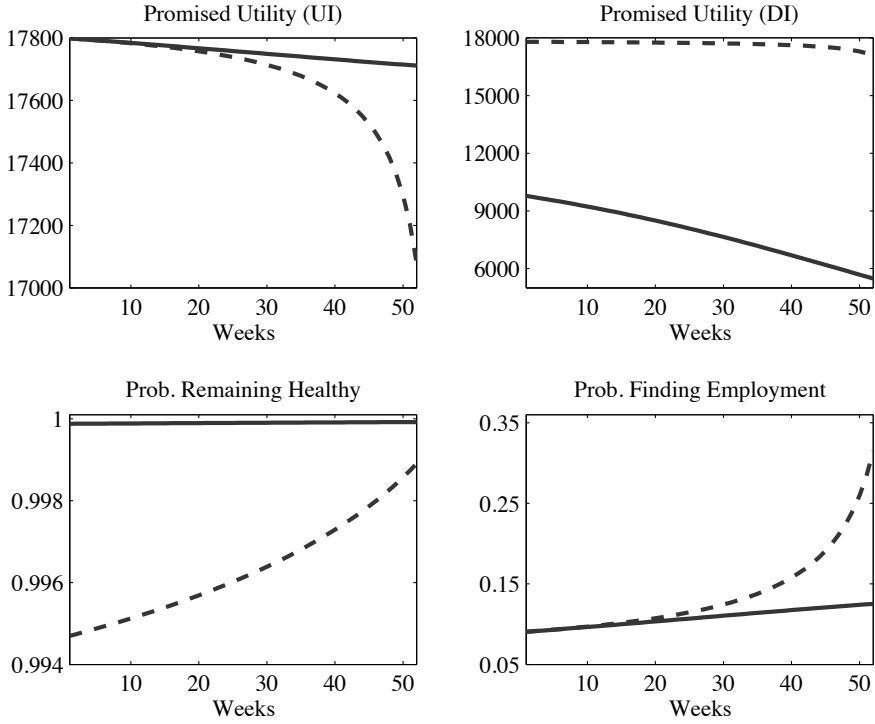 Promised Utility (UI)
17800
17600
17400
17200
17000
10 20 30 40 50
Weeks
Promised Utility (DI)
18000
15000
12000
9000
6000
10 20 30 40 50
Weeks
Prob. Remaining Healthy
1
0.998
0.996
0.994
10 20 30 40 50
Weeks
Prob. Finding Employment
0.35
0.25
0.15
0.05
10 20 30 40 50
Weeks